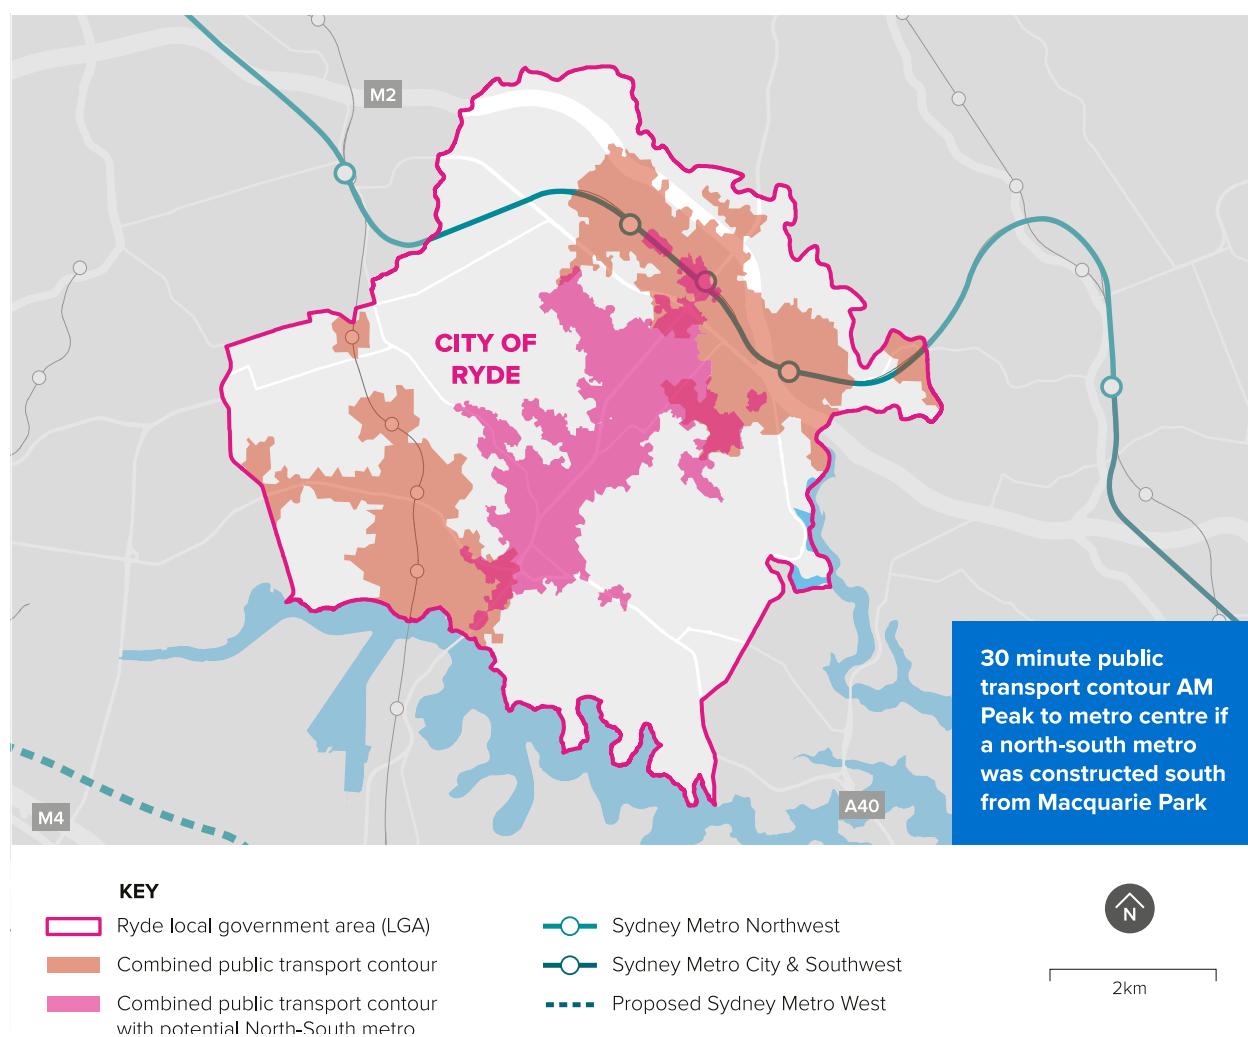 M2
CITY OF
RYDE
30 minute public
transport contour AM
Peak to metro centre if
a north-south metro
was constructed south
from Macquarie Park
M4
A40
KEY
Ryde local government area (LGA)
Combined public transport contour
Combined public transport contour
with potential North-South metro
Sydney Metro Northwest
Sydney Metro City & Southwest
Proposed Sydney Metro West
N
2km